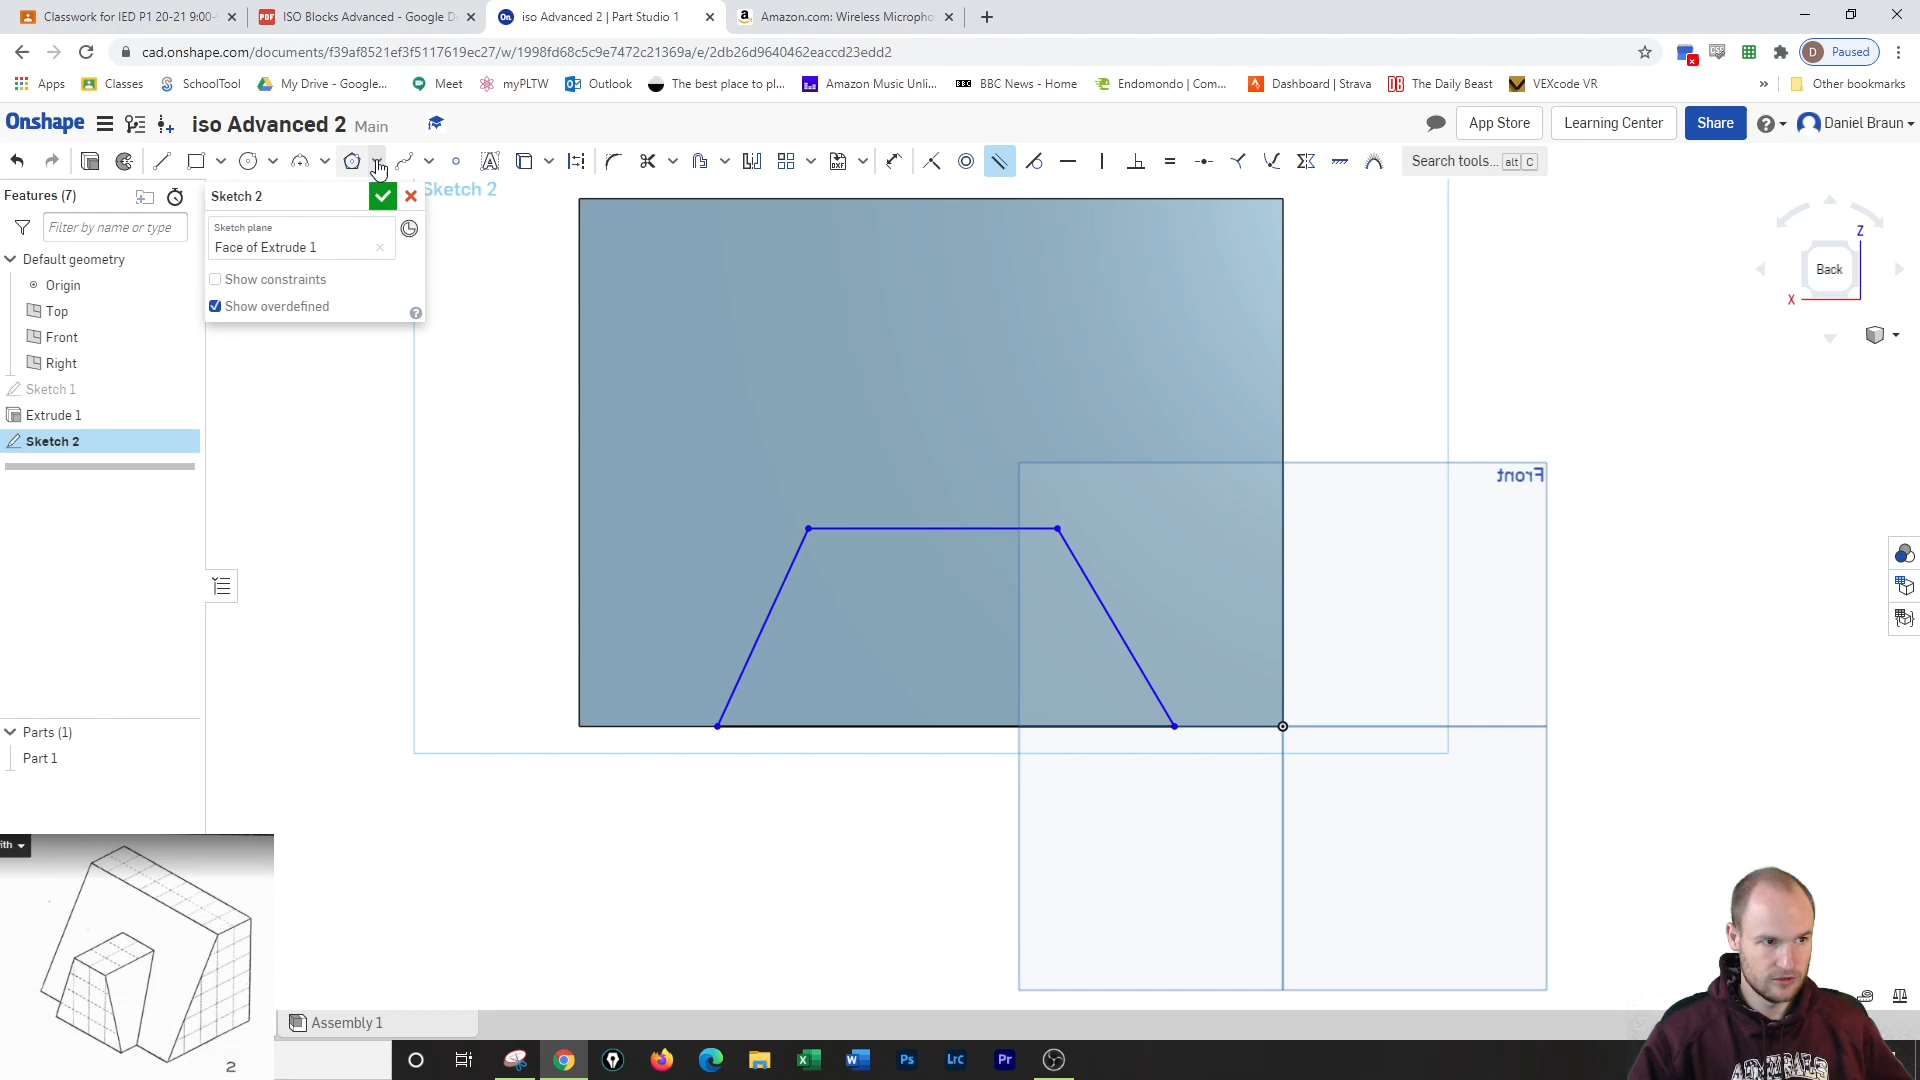 Classwork for IED P1 20-21 9:00-
ISO Blocks Advanced - Google D
iso Advanced 2 | Part Studio 1
Amazon.com: Wireless Micropho
cad.onshape.com/documents/f39af8521ef3f5117619ec27/w/1998fd68c5c9e7472c21369a/e/2db26d9640462eaccd23edd2
D Paused
Apps
Classes
SchoolTool
My Drive - Google...
Meet
myPLTW
Outlook
The best place to pl...
Amazon Music Unli...
BBC News - Home
Endomondo | Com...
Dashboard | Strava
The Daily Beast
VEXcode VR
»
Other bookmarks
Onshape
iso Advanced 2 Main
App Store
Learning Center
Share
Daniel Braun
Search tools... alt C
Features (7)
Filter by name or type
Default geometry
Origin
Top
Front
Right
Sketch 1
Extrude 1
Sketch 2
Sketch 2
Sketch plane
Face of Extrude 1
Show constraints
Show overdefined
Sketch 2
Front
Z
Back
X
Parts (1)
Part 1
ith
2
Assembly 1
Ps
Lrc
Pr